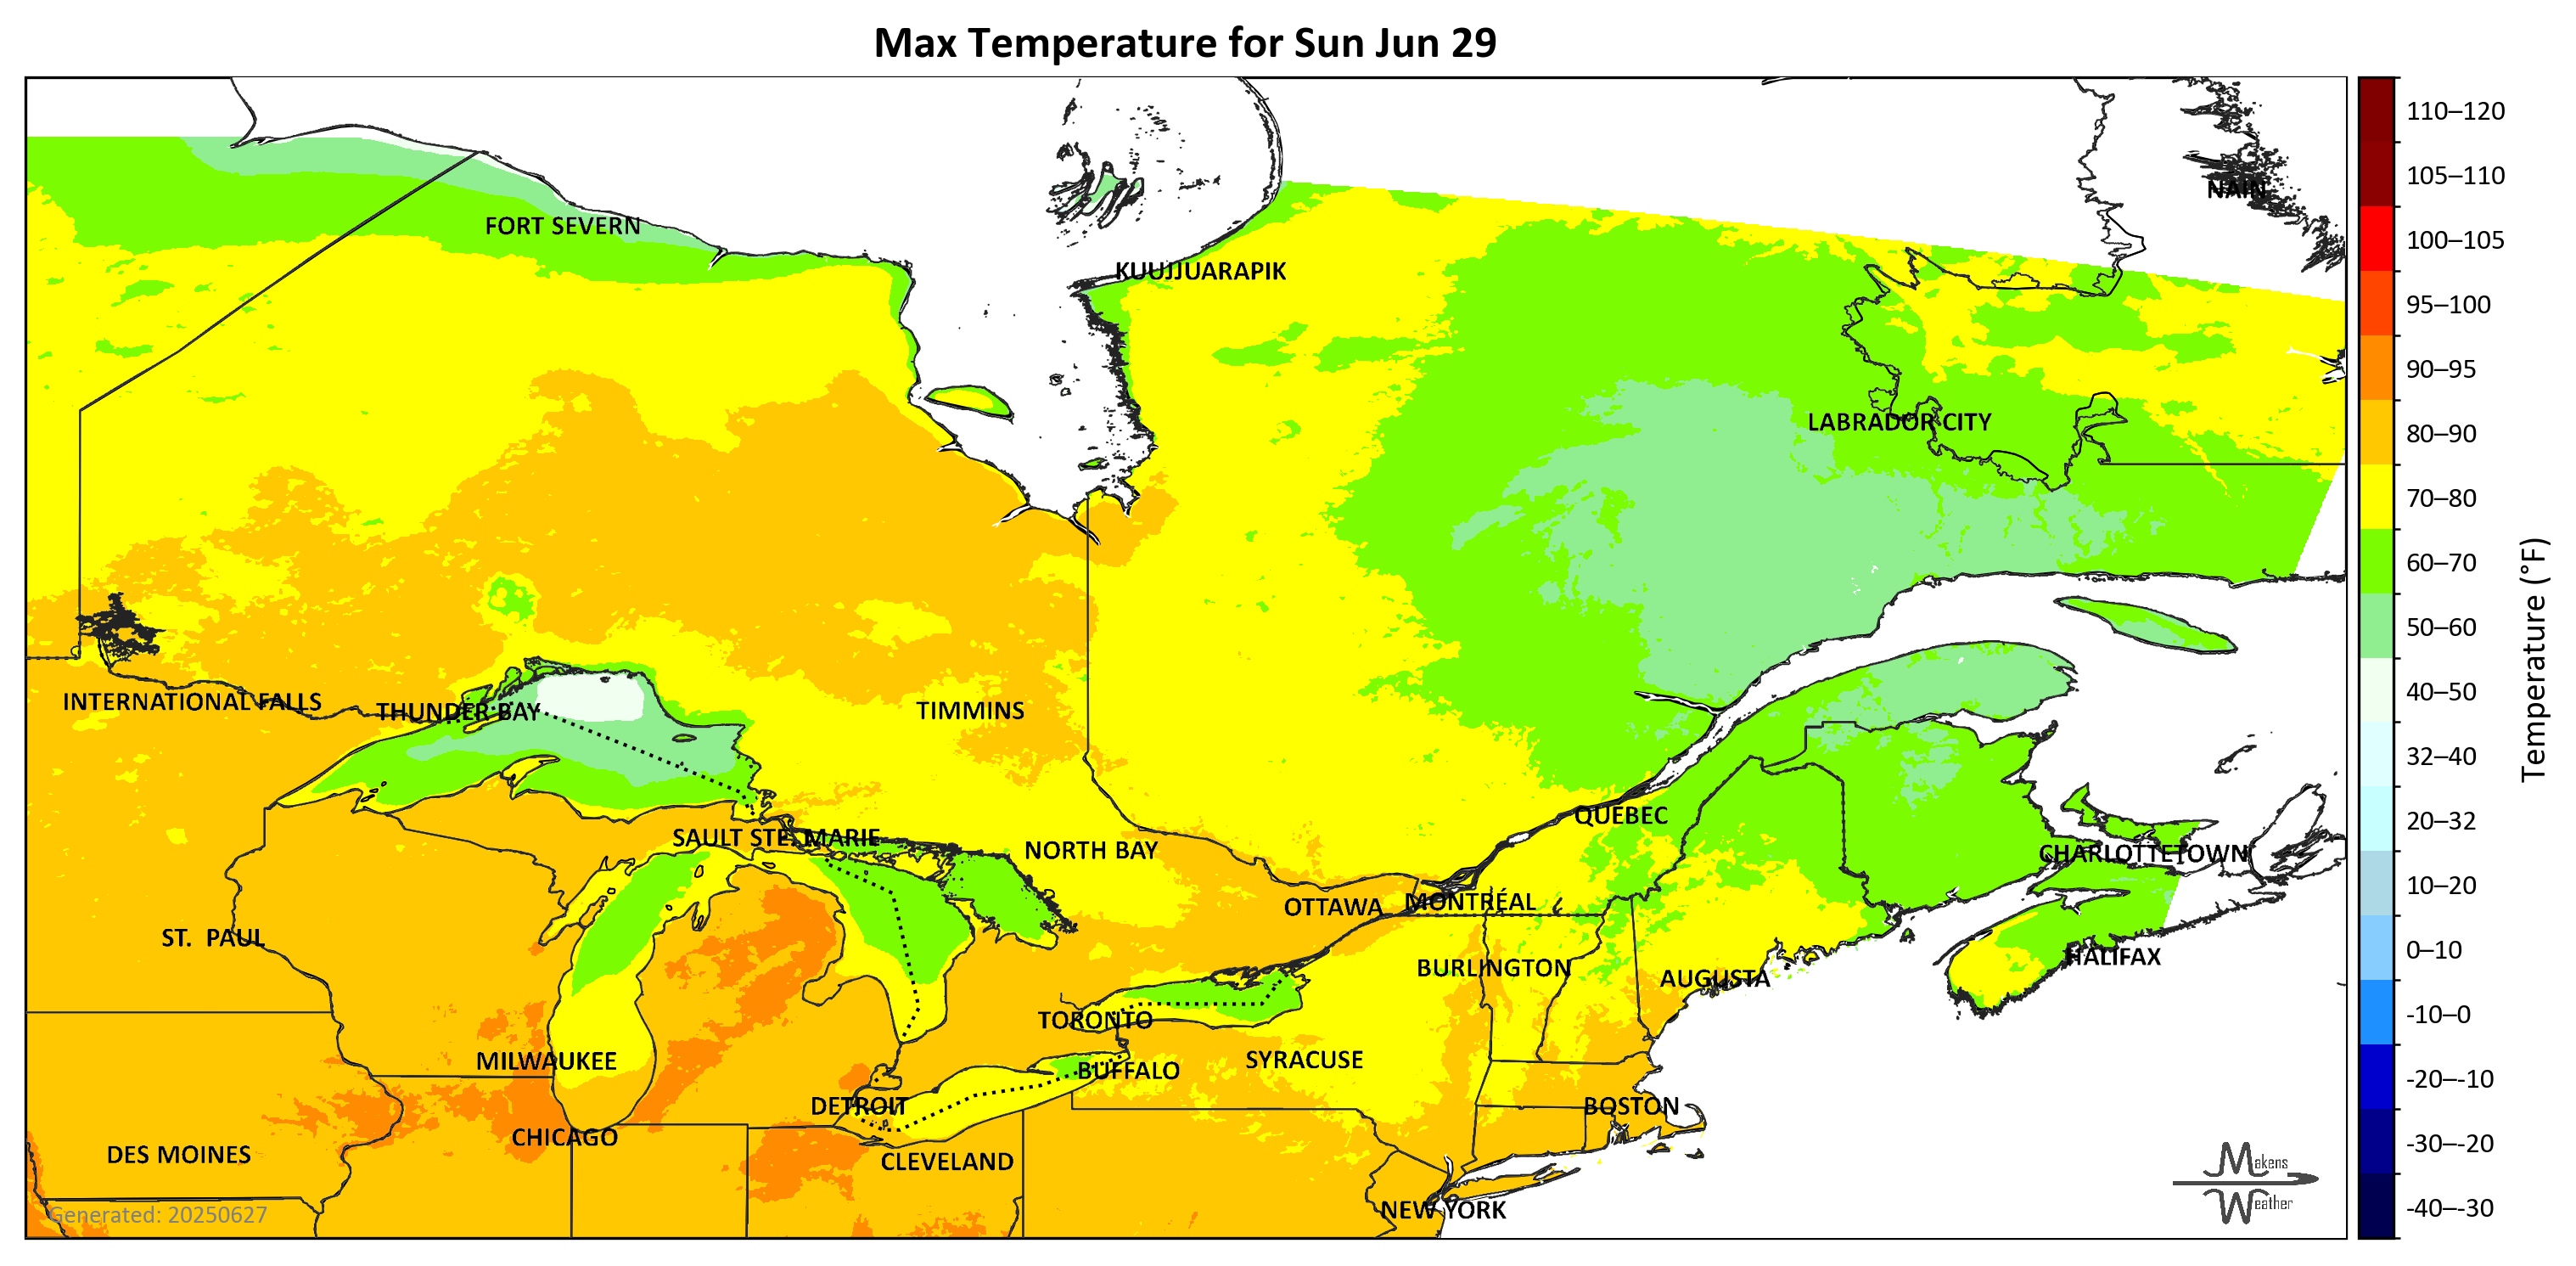 Max Temperature for Sun Jun 29
NAIN
FORT SEVERN
KUUJJUARAPIK
LABRADOR CITY
INTERNATIONAL FALLS
THUNDER BAY
TIMMINS
QUÉBEC
SAULT STE. MARIE
NORTH BAY
CHARLOTTETOWN
OTTAWA
MONTRÉAL
ST. PAUL
HALIFAX
BURLINGTON
AUGUSTA
TORONTO
MILWAUKEE
SYRACUSE
BUFFALO
DETROIT
BOSTON
CHICAGO
DES MOINES
CLEVELAND
NEW YORK
Generated: 20250627
Makens
Weather
110–120
105–110
100–105
95–100
90–95
80–90
70–80
60–70
50–60
40–50
32–40
20–32
10–20
0–10
-10–0
-20–-10
-30–-20
-40–-30
Temperature (°F)